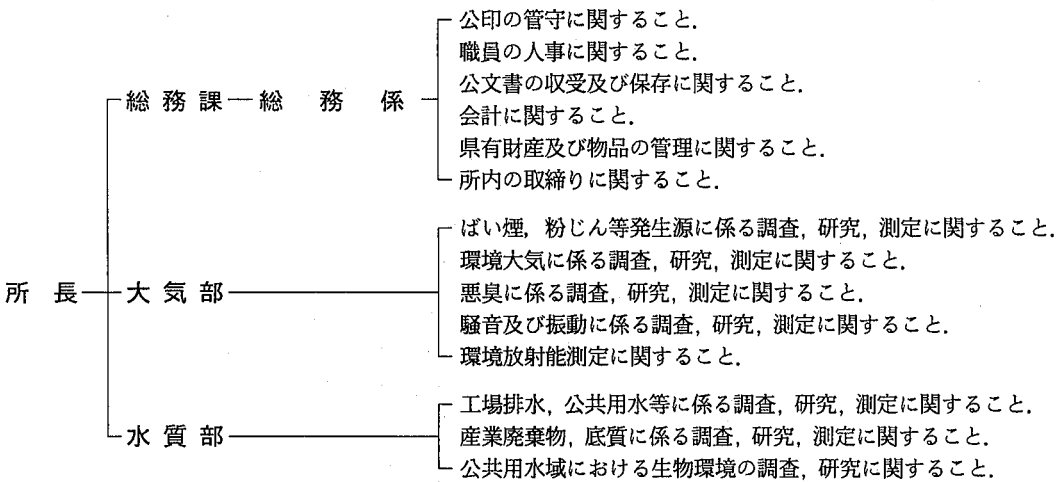 公印の管守に関すること.
職員の人事に関すること.
公文書の収受及び保存に関すること.
総務課 総務係
会計に関すること.
県有財産及び物品の管理に関すること.
所内の取締りに関すること.
ばい煙, 粉じん等発生源に係る調査, 研究, 測定に関すること.
環境大気に係る調査, 研究, 測定に関すること.
所長 大気部
悪臭に係る調査, 研究, 測定に関すること.
騒音及び振動に係る調査, 研究, 測定に関すること.
環境放射能測定に関すること.
工場排水, 公共用水等に係る調査, 研究, 測定に関すること.
水質部
産業廃棄物, 底質に係る調査, 研究, 測定に関すること.
公共用水域における生物環境の調査, 研究に関すること.